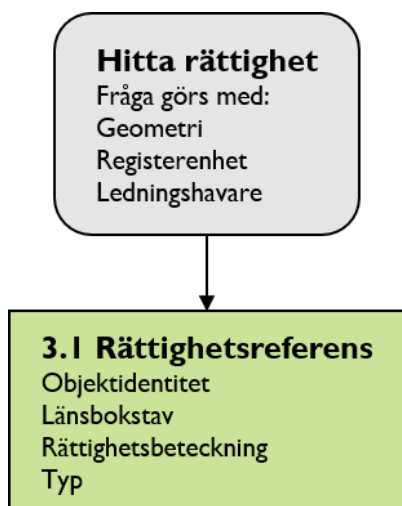 Hitta rättighet
Fråga görs med:
Geometri
Registerenhet
Ledningshavare
3.1 Rättighetsreferens
Objektidentitet
Länsbokstav
Rättighetsbeteckning
Typ